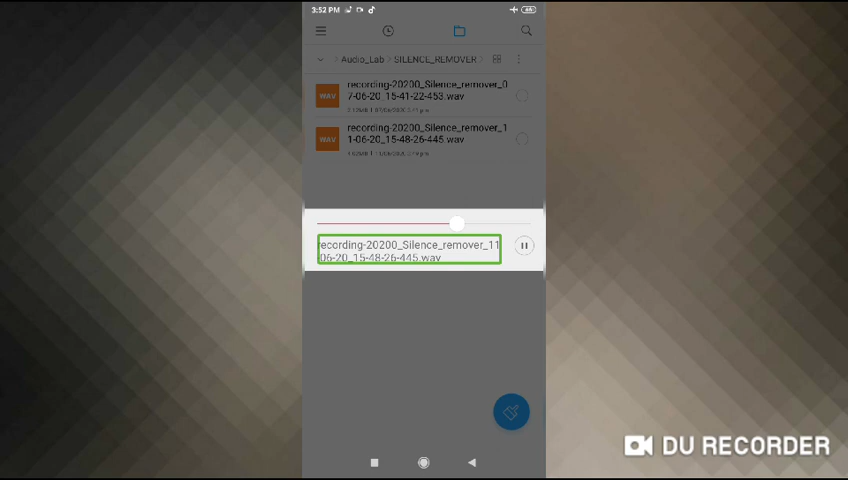 3:52 PM
Audio_Lab > SILENCE_REMOVER >
WAV
recording-20200_Silence_remover_0
7-06-20_15-41-22-453.wav
WAV
recording-20200_Silence_remover_1
1-06-20_15-48-26-445.wav
recording-20200_Silence_remover_11
-06-20_15-48-26-445.wav
DU RECORDER